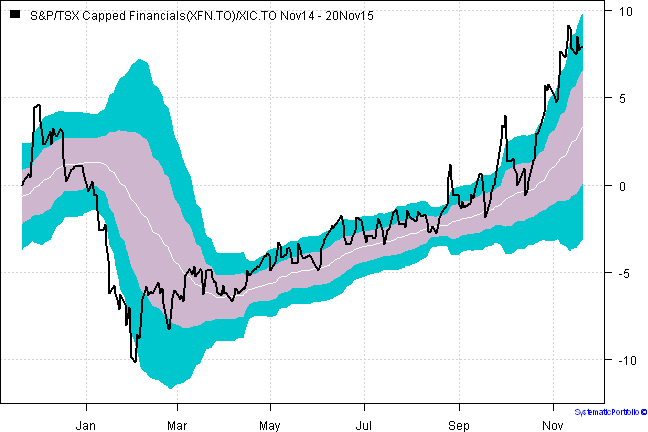 S&P/TSX Capped Financials(XFN.TO)/XIC.TO Nov14 - 20Nov15
10
5
0
-5
-10
Jan Mar May Jul Sep Nov
SystematicPortfolio ©